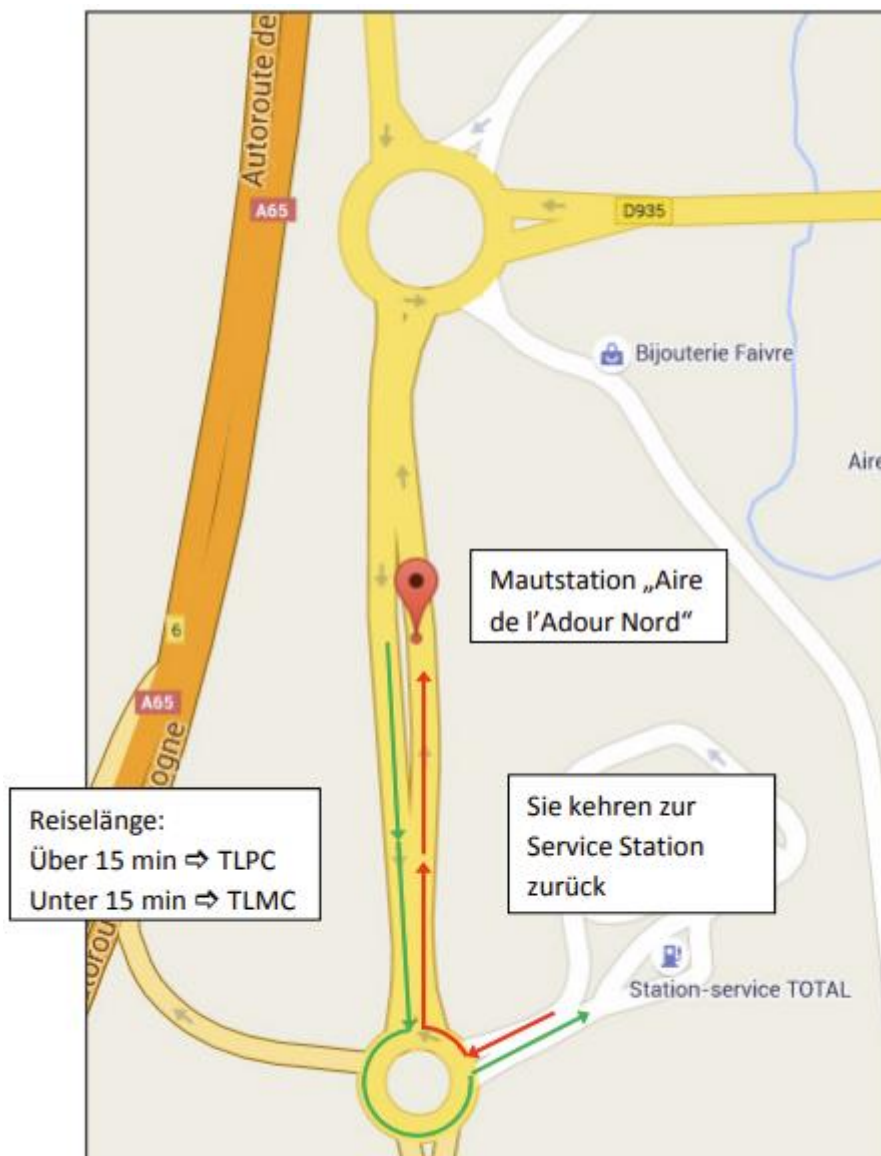 Autoroute de
A65
D935
Bijouterie Faivre
Aire
Mautstation „Aire
de l’Adour Nord“
6
A65
ogne
Reiselänge:
Über 15 min ⇨ TLPC
Unter 15 min ⇨ TLMC
Sie kehren zur
Service Station
zurück
Station-service TOTAL